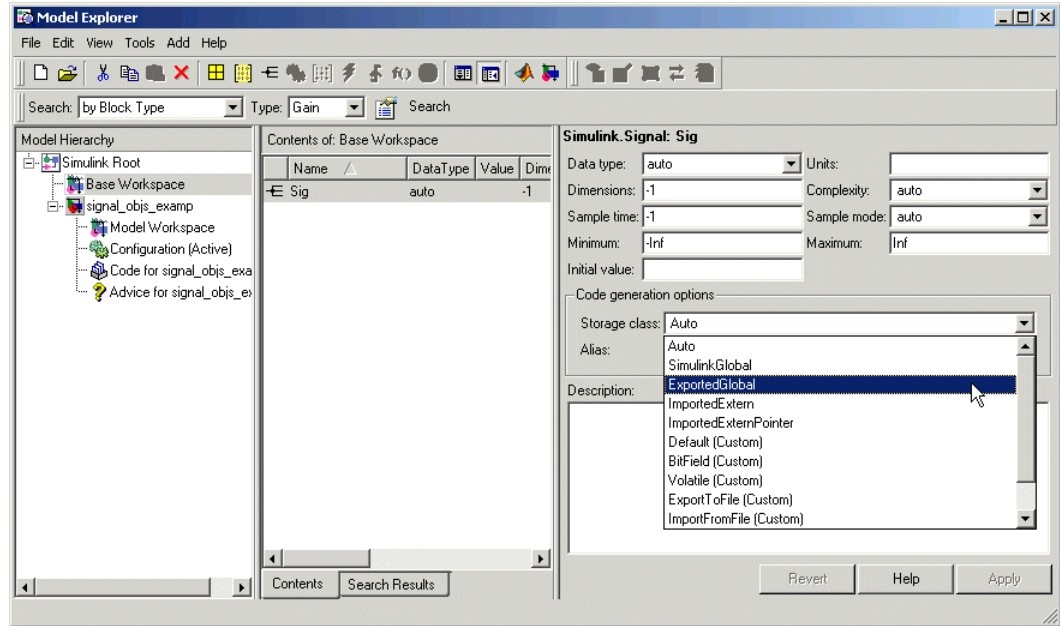 Model Explorer
File Edit View Tools Add Help
Search: by Block Type Type: Gain Search
Model Hierarchy
Simulink Root
Base Workspace
signal_objs_examp
Model Workspace
Configuration (Active)
Code for signal_objs_exa
Advice for signal_objs_ex
Contents of: Base Workspace
Name DataType Value Dime
Sig auto -1
Contents Search Results
Simulink.Signal: Sig
Data type: auto Units:
Dimensions: -1 Complexity: auto
Sample time: -1 Sample mode: auto
Minimum: -Inf Maximum: Inf
Initial value:
Code generation options
Storage class: Auto
Alias:
Auto
SimulinkGlobal
ExportedGlobal
ImportedExtern
ImportedExternPointer
Default (Custom)
BitField (Custom)
Volatile (Custom)
ExportToFile (Custom)
ImportFromFile (Custom)
Description:
Revert Help Apply